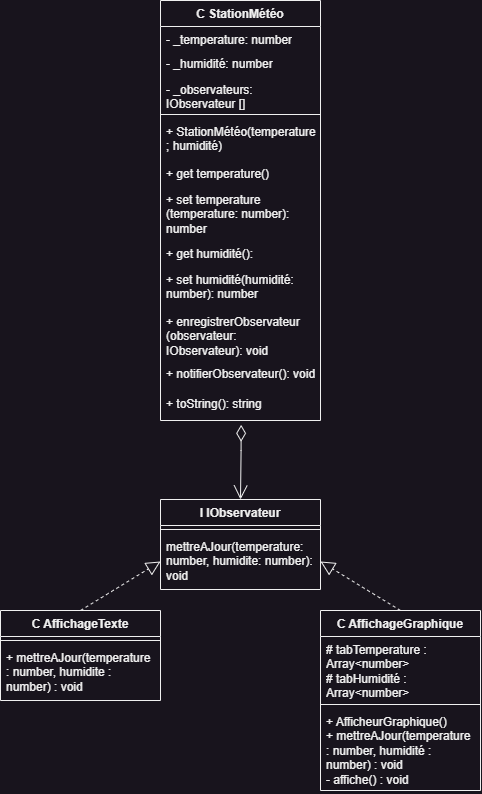 C StationMétéo
- _temperature: number
- _humidité: number
- _observateurs:
IObservateur []
+ StationMétéo(temperature
; humidité)
+ get temperature()
+ set temperature
(temperature: number):
number
+ get humidité():
+ set humidité(humidité:
number): number
+ enregistrerObservateur
(observateur:
IObservateur): void
+ notifierObservateur(): void
+ toString(): string
I IObservateur
mettreAJour(temperature:
number, humidite: number):
void
C AffichageTexte
+ mettreAJour(temperature
: number, humidite :
number) : void
C AffichageGraphique
# tabTemperature :
Array<number>
# tabHumidité :
Array<number>
+ AfficheurGraphique()
+ mettreAJour(temperature
: number, humidité :
number) : void
- affiche() : void